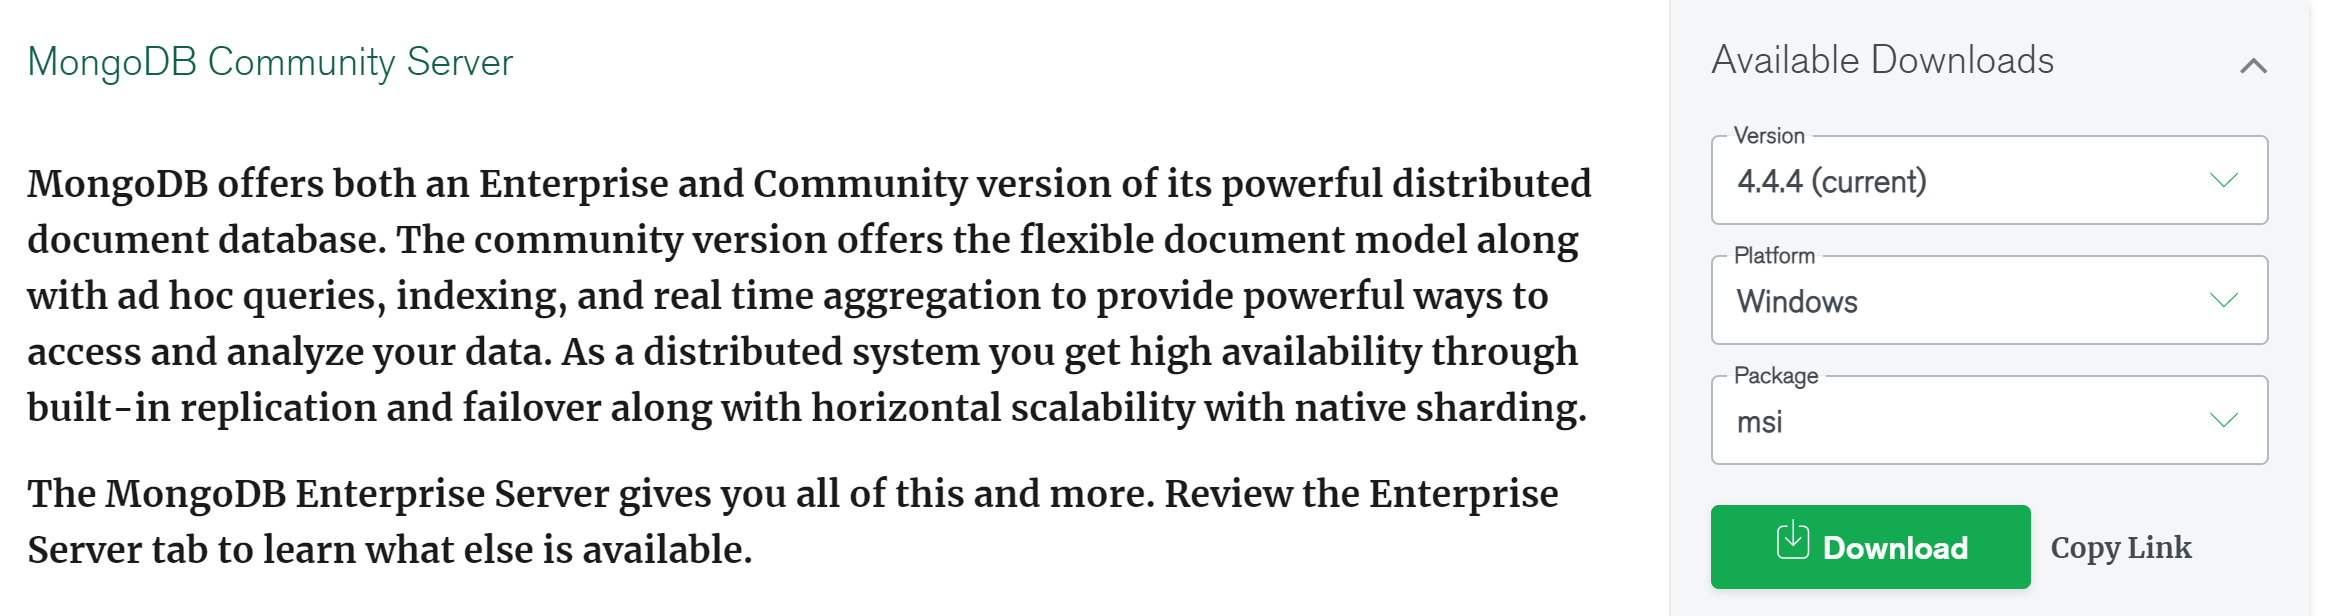 MongoDB Community Server
MongoDB offers both an Enterprise and Community version of its powerful distributed
document database. The community version offers the flexible document model along
with ad hoc queries, indexing, and real time aggregation to provide powerful ways to
access and analyze your data. As a distributed system you get high availability through
built-in replication and failover along with horizontal scalability with native sharding.
The MongoDB Enterprise Server gives you all of this and more. Review the Enterprise
Server tab to learn what else is available.
Available Downloads
Version
4.4.4 (current)
Platform
Windows
Package
msi
Download
Copy Link